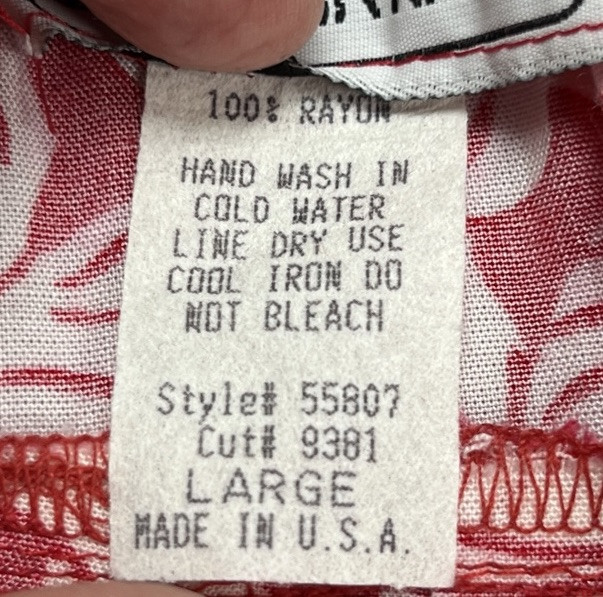 100% RAYON
HAND WASH IN
COLD WATER
LINE DRY USE
COOL IRON DO
NOT BLEACH
Style# 55807
Cut# 9381
LARGE
MADE IN U.S.A.